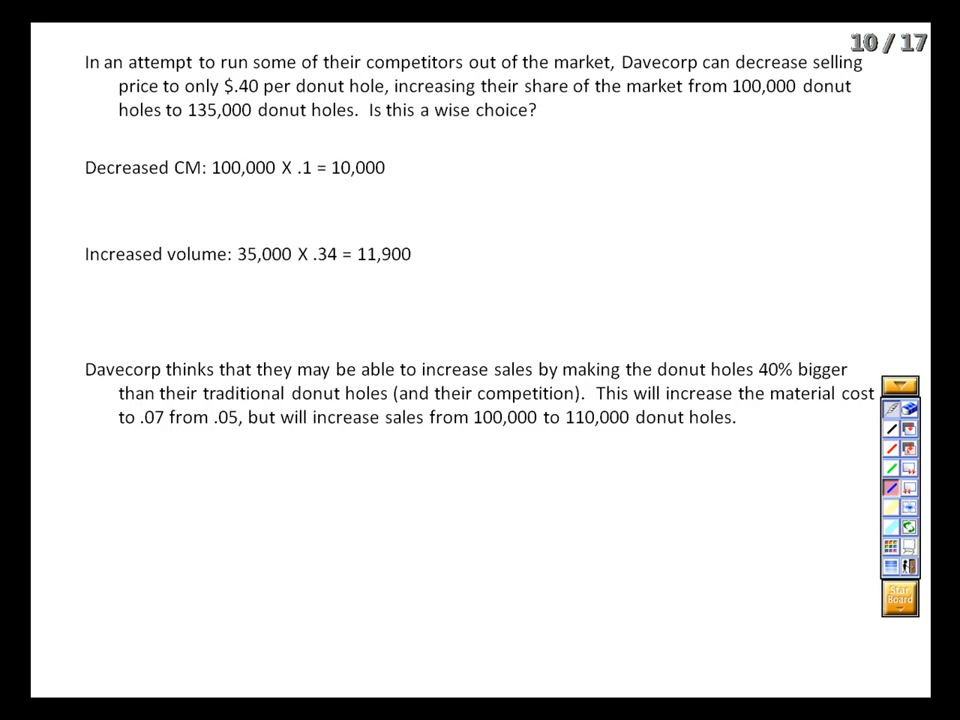 10 / 17
In an attempt to run some of their competitors out of the market, Davecorp can decrease selling
price to only $.40 per donut hole, increasing their share of the market from 100,000 donut
holes to 135,000 donut holes.  Is this a wise choice?
Decreased CM: 100,000 X .1 = 10,000
Increased volume: 35,000 X .34 = 11,900
Davecorp thinks that they may be able to increase sales by making the donut holes 40% bigger
than their traditional donut holes (and their competition).  This will increase the material cost
to .07 from .05, but will increase sales from 100,000 to 110,000 donut holes.
Star
Board